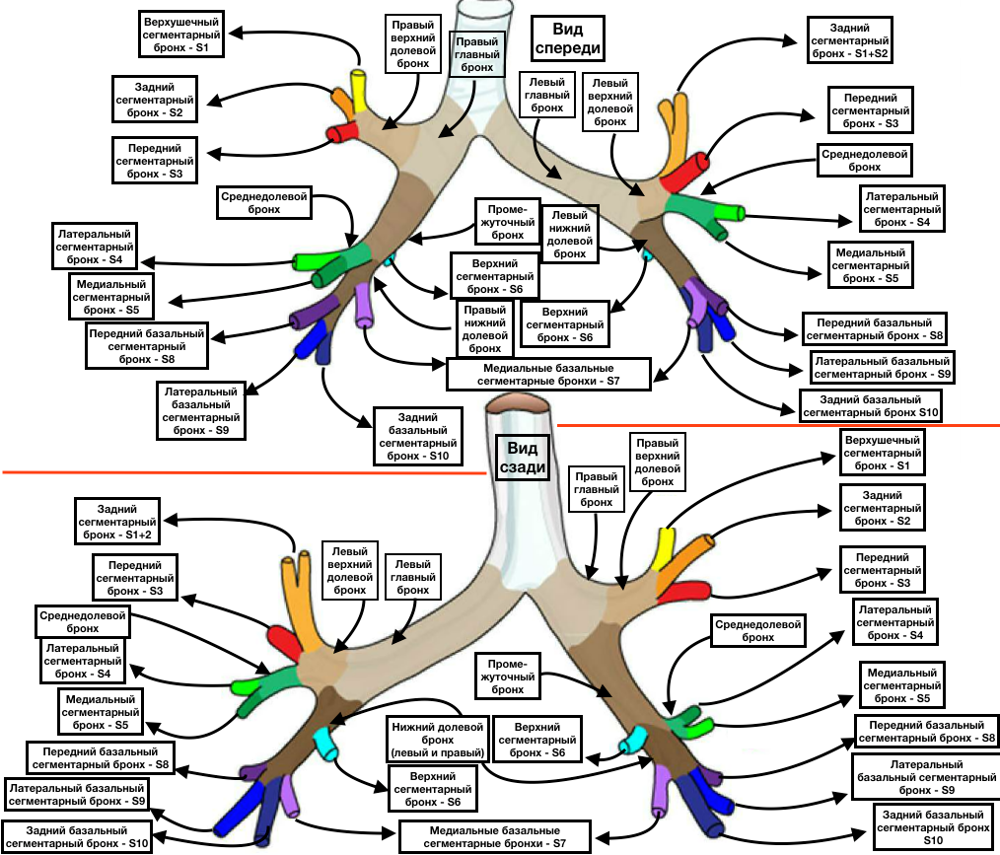 Верхушечный
сегментарный
бронх - S1
Правый
верхний
долевой
бронх
Правый
главный
бронх
Вид
спереди
Задний
сегментарный
бронх - S1+S2
Задний
сегментарный
бронх - S2
Левый
главный
бронх
Левый
верхний
долевой
бронх
Передний
сегментарный
бронх - S3
Передний
сегментарный
бронх - S3
Среднедолевой
бронх
Среднедолевой
бронх
Латеральный
сегментарный
бронх - S4
Проме-
жуточный
бронх
Левый
нижний
долевой
бронх
Латеральный
сегментарный
бронх - S4
Медиальный
сегментарный
бронх - S5
Верхний
сегментарный
бронх - S6
Медиальный
сегментарный
бронх - S5
Правый
нижний
долевой
бронх
Верхний
сегментарный
бронх - S6
Передний базальный
сегментарный
бронх - S8
Передний базальный
сегментарный бронх - S8
Медиальные базальные
сегментарные бронхи - S7
Латеральный базальный
сегментарный бронх - S9
Латеральный
базальный
сегментарный
бронх - S9
Задний
базальный
сегментарный
бронх - S10
Задний базальный
сегментарный бронх S10
Вид
сзади
Правый
главный
бронх
Правый
верхний
долевой
бронх
Верхушечный
сегментарный
бронх - S1
Задний
сегментарный
бронх - S1+2
Задний
сегментарный
бронх - S2
Передний
сегментарный
бронх - S3
Левый
верхний
долевой
бронх
Левый
главный
бронх
Передний
сегментарный
бронх - S3
Среднедолевой
бронх
Среднедолевой
бронх
Латеральный
сегментарный
бронх - S4
Латеральный
сегментарный
бронх - S4
Проме-
жуточный
бронх
Медиальный
сегментарный
бронх - S5
Медиальный
сегментарный
бронх - S5
Нижний долевой
бронх
(левый и правый)
Верхний
сегментарный
бронх - S6
Передний базальный
сегментарный бронх - S8
Передний базальный
сегментарный бронх - S8
Верхний
сегментарный
бронх - S6
Латеральный
базальный сегментарный
бронх - S9
Латеральный базальный
сегментарный бронх - S9
Задний базальный
сегментарный бронх - S10
Медиальные базальные
сегментарные бронхи - S7
Задний базальный
сегментарный бронх
S10